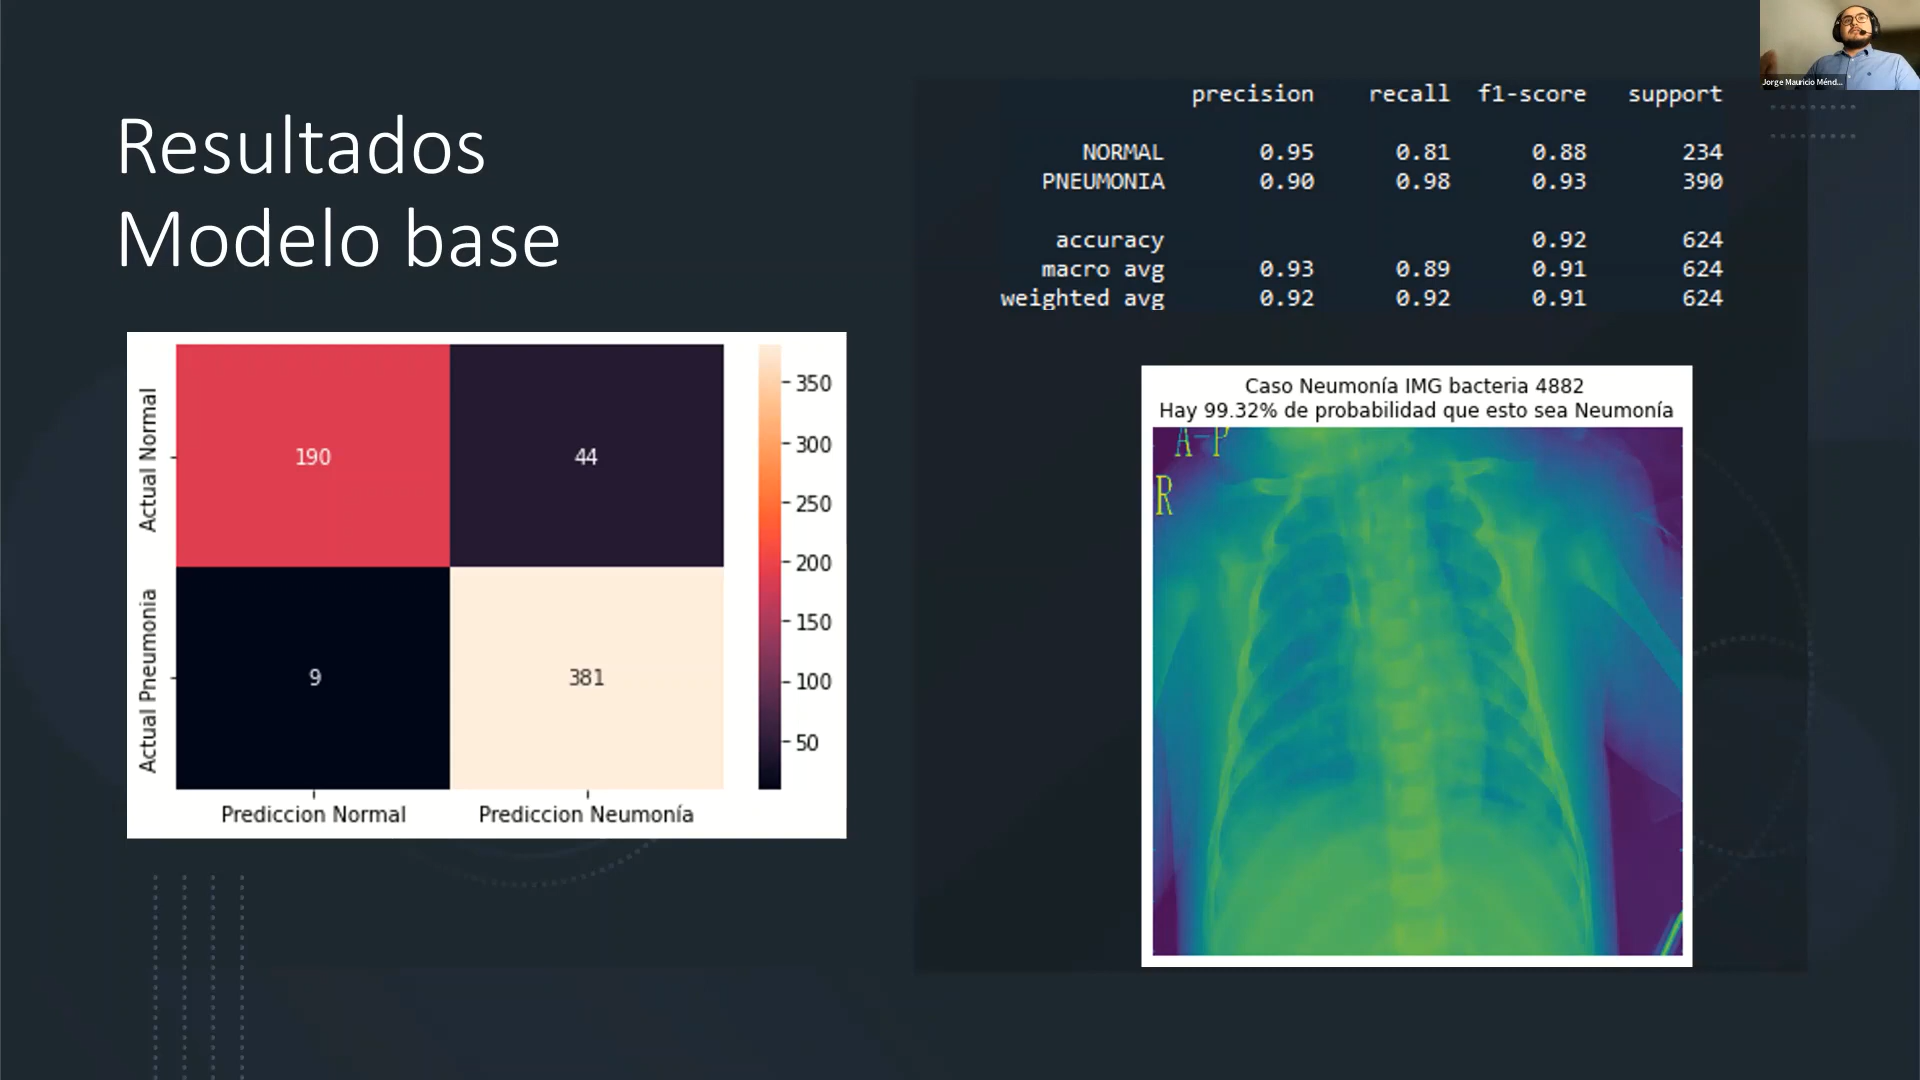 Resultados
Modelo base
precision recall f1-score support
NORMAL 0.95 0.81 0.88 234
PNEUMONIA 0.90 0.98 0.93 390
accuracy 0.92 624
macro avg 0.93 0.89 0.91 624
weighted avg 0.92 0.92 0.91 624
Actual Normal
Actual Pneumonia
190 44
9 381
Prediccion Normal Prediccion Neumonía
350
300
250
200
150
100
50
Caso Neumonía IMG bacteria 4882
Hay 99.32% de probabilidad que esto sea Neumonía
A-P
R
Jorge Mauricio Ménd...